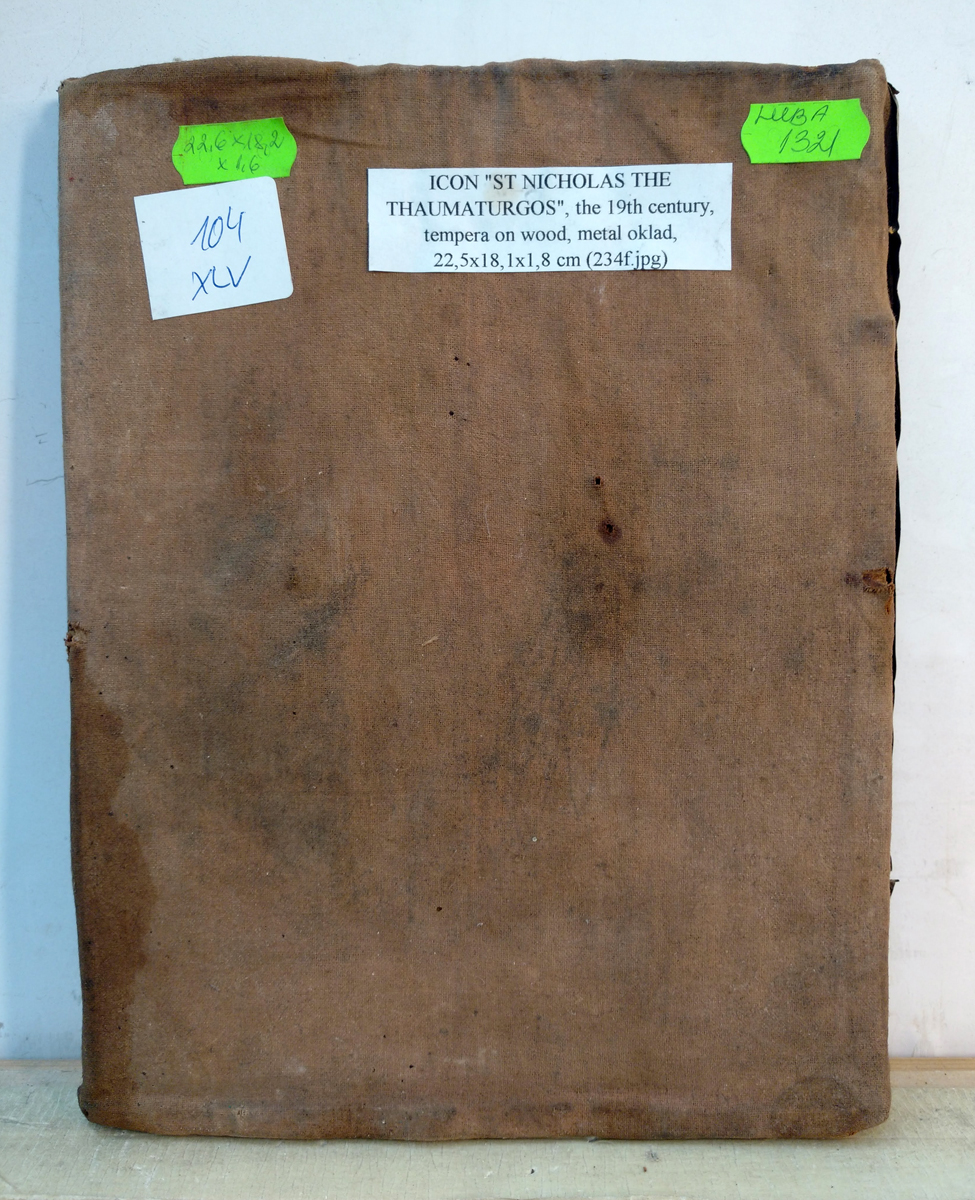 22,6x18,2
x 1,6
104
XLV
ICON "ST NICHOLAS THE
THAUMATURGOS", the 19th century,
tempera on wood, metal oklad,
22,5x18,1x1,8 cm (234f.jpg)
1321